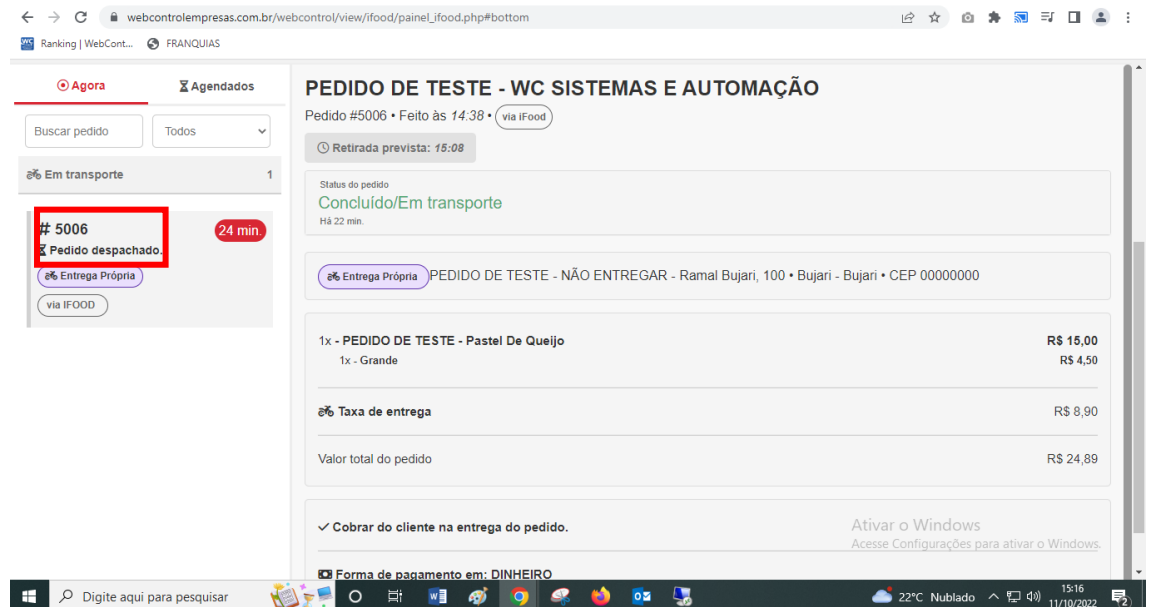 webcontrolempresas.com.br/webcontrol/view/ifood/painel_ifood.php#bottom
Ranking | WebCont... FRANQUIAS
Agora Agendados
Buscar pedido Todos
Em transporte 1
# 5006 24 min.
Pedido despachado.
Entrega Própria
via IFOOD
PEDIDO DE TESTE - WC SISTEMAS E AUTOMAÇÃO
Pedido #5006 • Feito às 14:38 • via iFood
Retirada prevista: 15:08
Status do pedido
Concluído/Em transporte
Há 22 min.
Entrega Própria PEDIDO DE TESTE - NÃO ENTREGAR - Ramal Bujari, 100 • Bujari - Bujari • CEP 00000000
1x - PEDIDO DE TESTE - Pastel De Queijo R$ 15,00
1x - Grande R$ 4,50
Taxa de entrega R$ 8,90
Valor total do pedido R$ 24,89
Cobrar do cliente na entrega do pedido.
Ativar o Windows
Acesse Configurações para ativar o Windows.
Forma de pagamento em: DINHEIRO
Digite aqui para pesquisar 22°C Nublado 15:16
11/10/2022 2